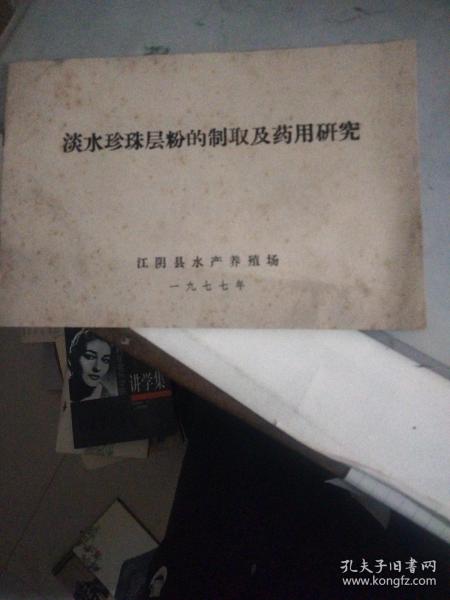 淡水珍珠层粉的制取及药用研究
江阴县水产养殖场
一九七七年
讲学集
孔夫子旧书网
www.kongfz.com